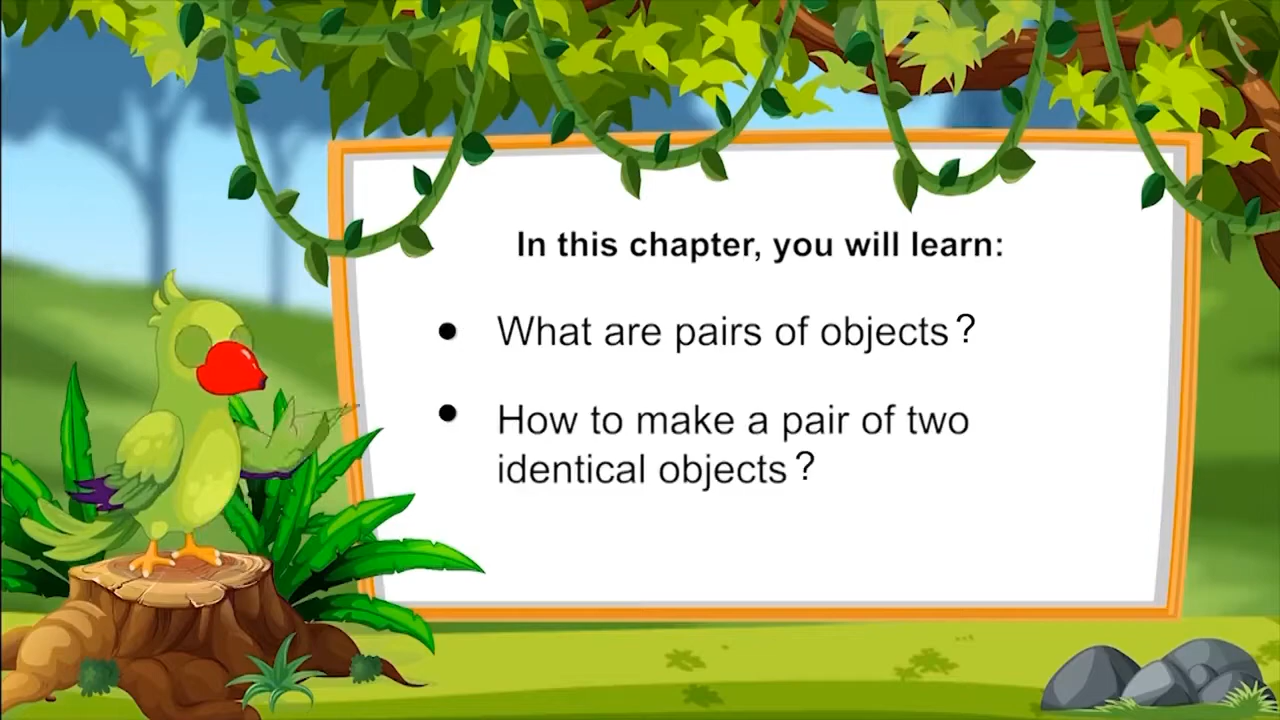 In this chapter, you will learn:
● What are pairs of objects?
● How to make a pair of two
identical objects?